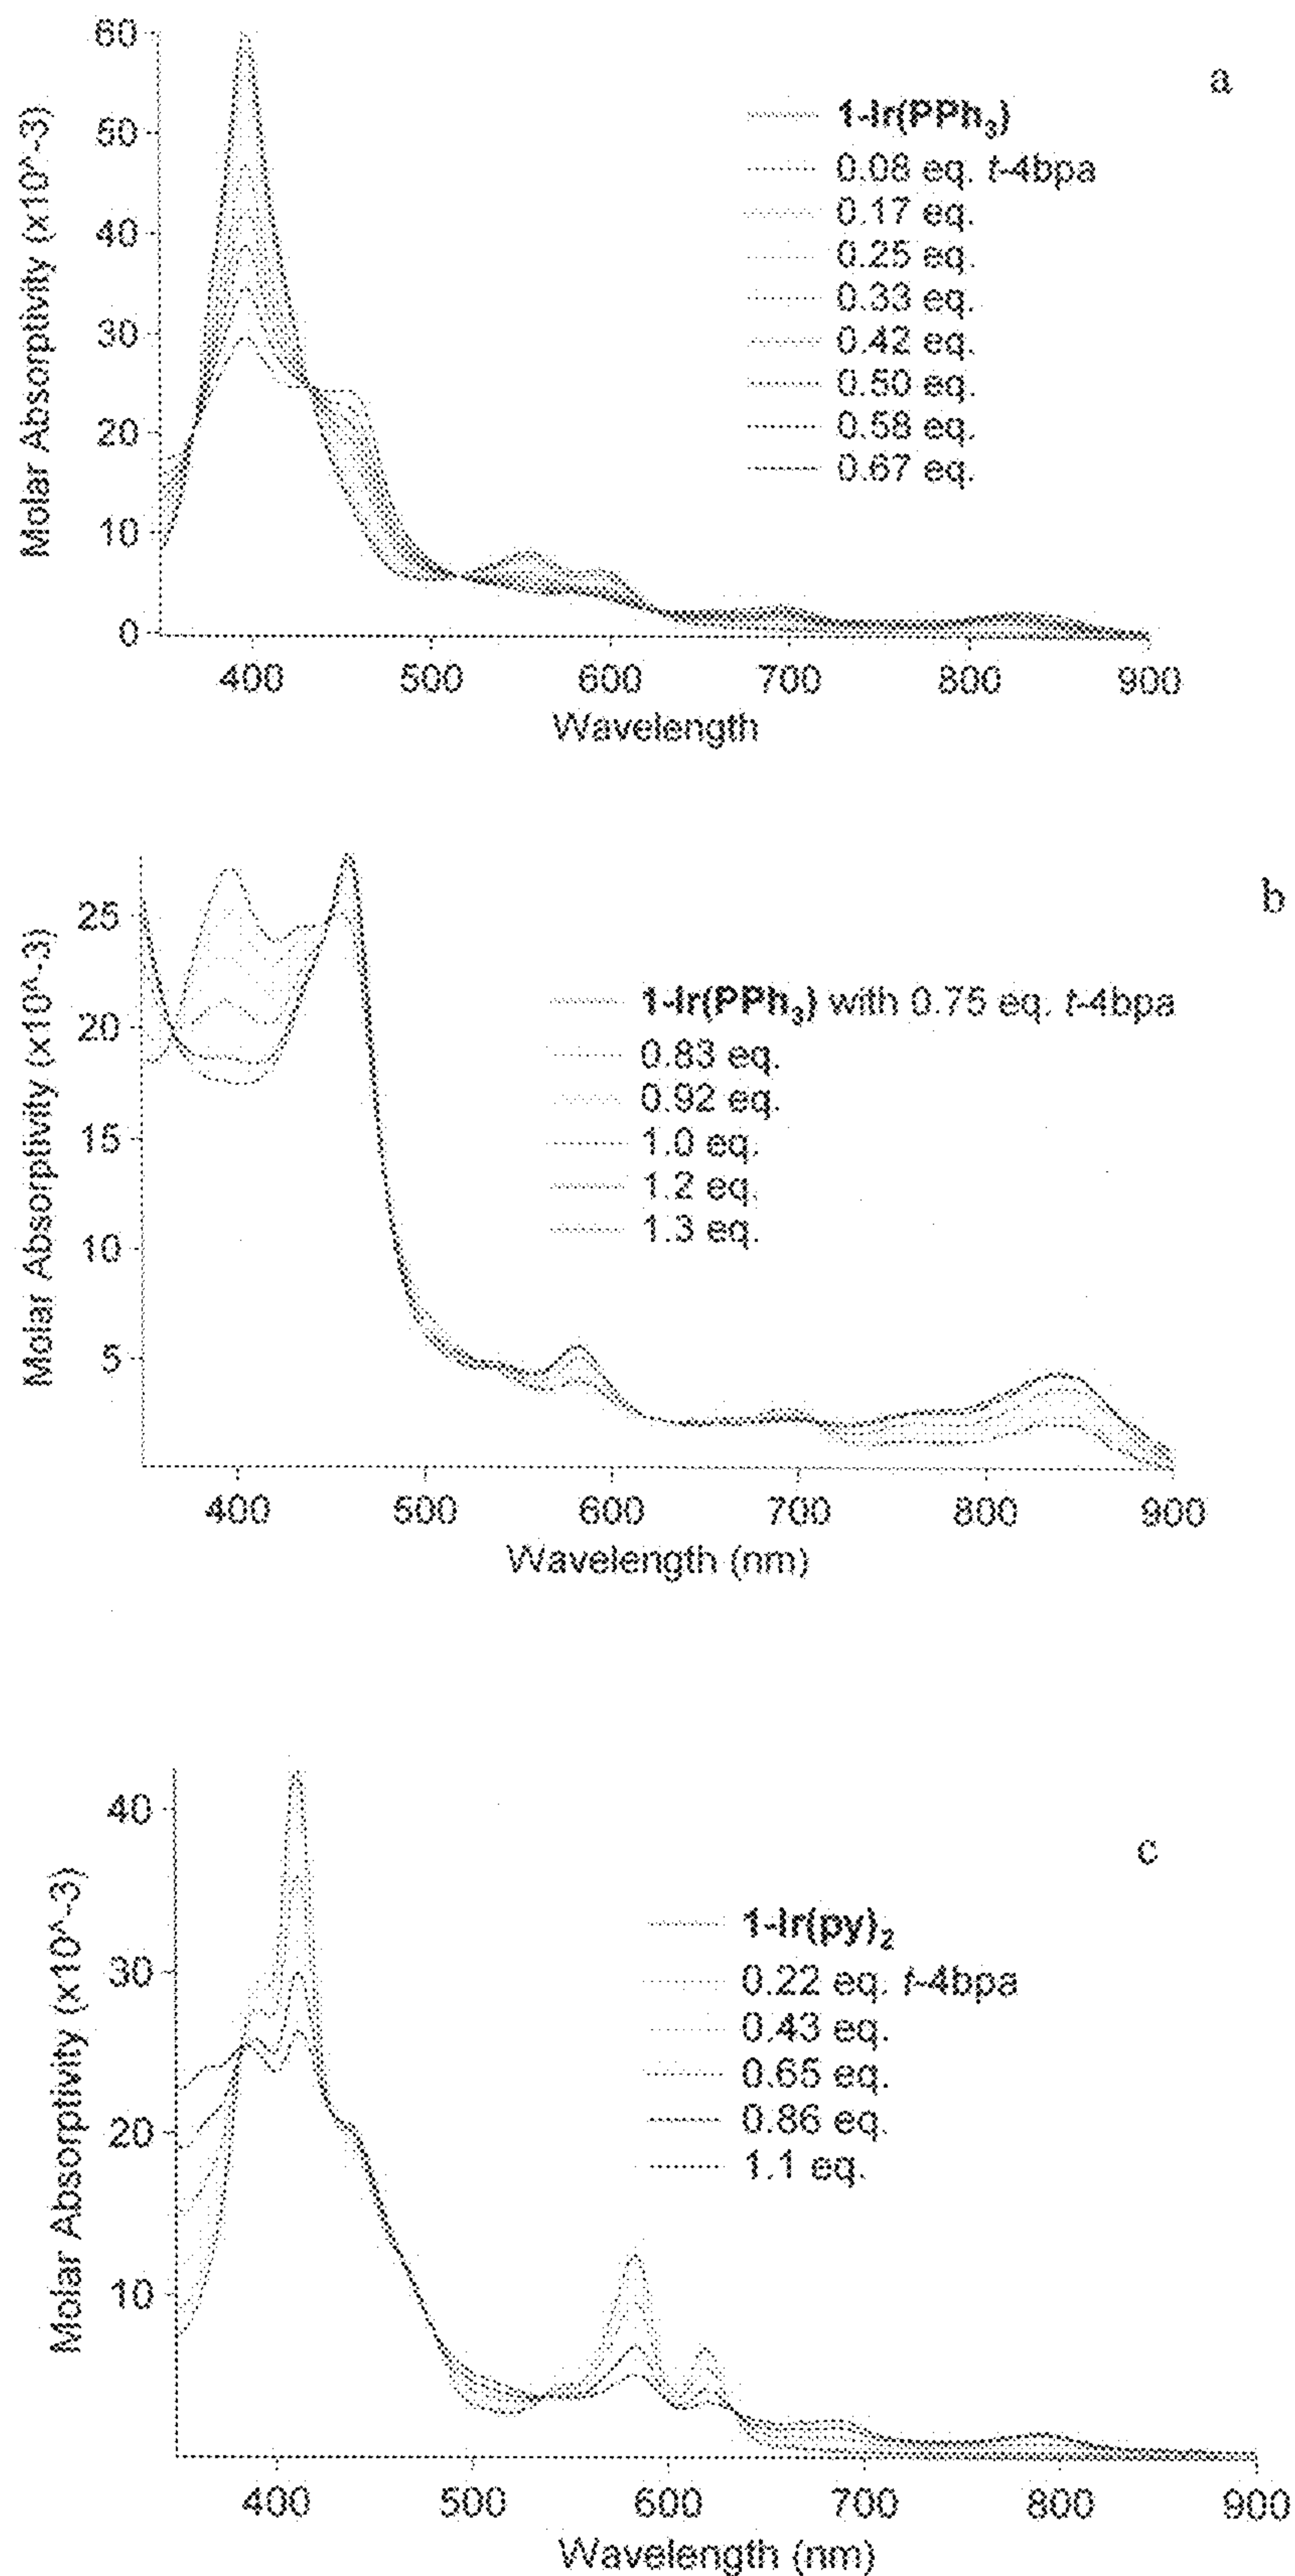 a
Molar Absorptivity (x10^-3)
60
50
40
30
20
10
0
1-Ir(PPh3)
0.08 eq. t-4bpa
0.17 eq.
0.25 eq.
0.33 eq.
0.42 eq.
0.50 eq.
0.58 eq.
0.67 eq.
400 500 600 700 800 900
Wavelength
b
Molar Absorptivity (x10^-3)
25
20
15
10
5
1-Ir(PPh3) with 0.75 eq. t-4bpa
0.83 eq.
0.92 eq.
1.0 eq.
1.2 eq.
1.3 eq.
400 500 600 700 800 900
Wavelength (nm)
c
Molar Absorptivity (x10^-3)
40
30
20
10
1-Ir(py)2
0.22 eq. t-4bpa
0.43 eq.
0.65 eq.
0.86 eq.
1.1 eq.
400 500 600 700 800 900
Wavelength (nm)